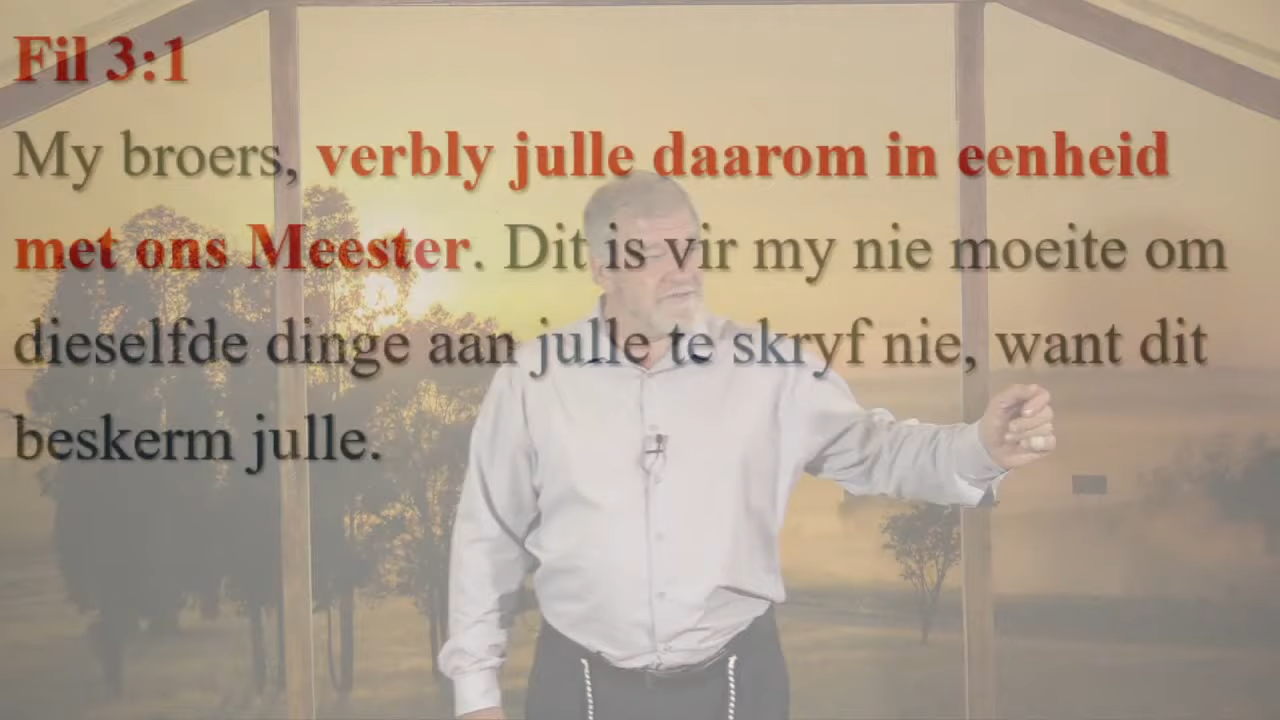 Fil 3:1
My broers, verbly julle daarom in eenheid
met ons Meester. Dit is vir my nie moeite om
dieselfde dinge aan julle te skryf nie, want dit
beskerm julle.